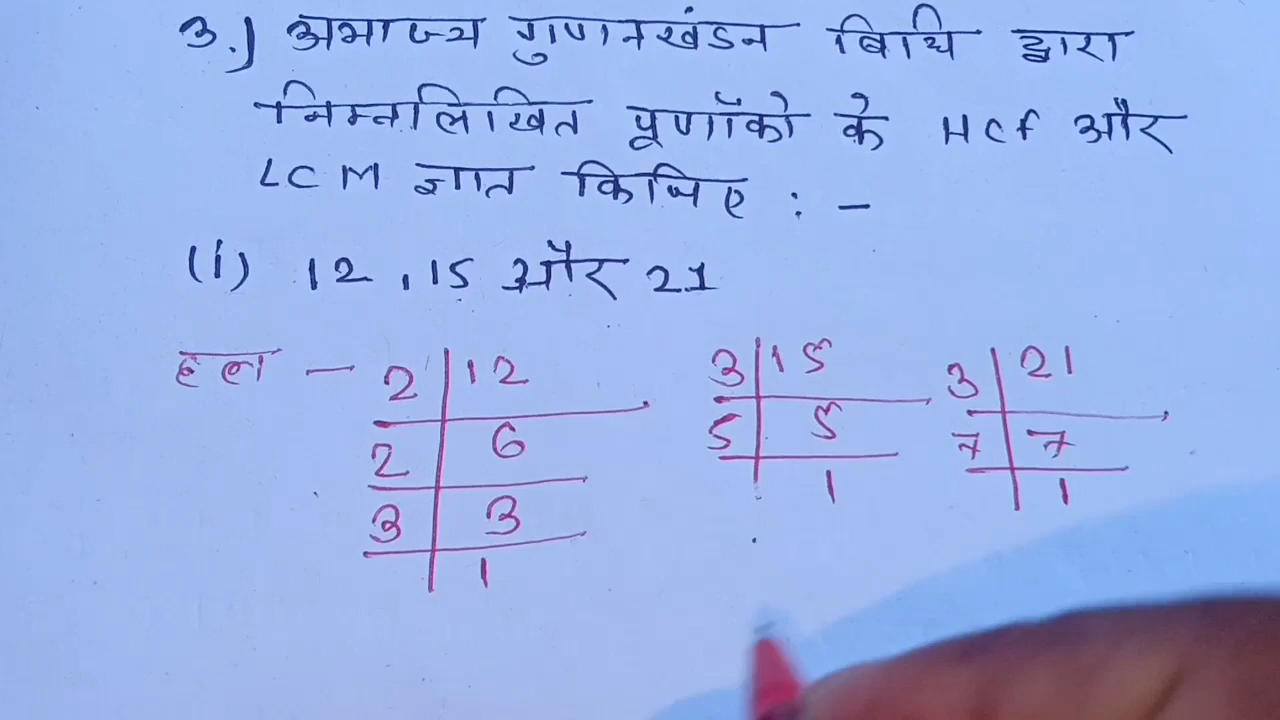 3.) अभाज्य गुणनखंडन बिधि द्वारा
निम्नलिखित पूर्णांको के HCF और
LCM ज्ञात किजिए : -
(i) 12, 15 और 21
हल - 2 | 12 3 | 15 3 | 21
2 | 6 5 | 5 7 | 7
3 | 3 1 1
1